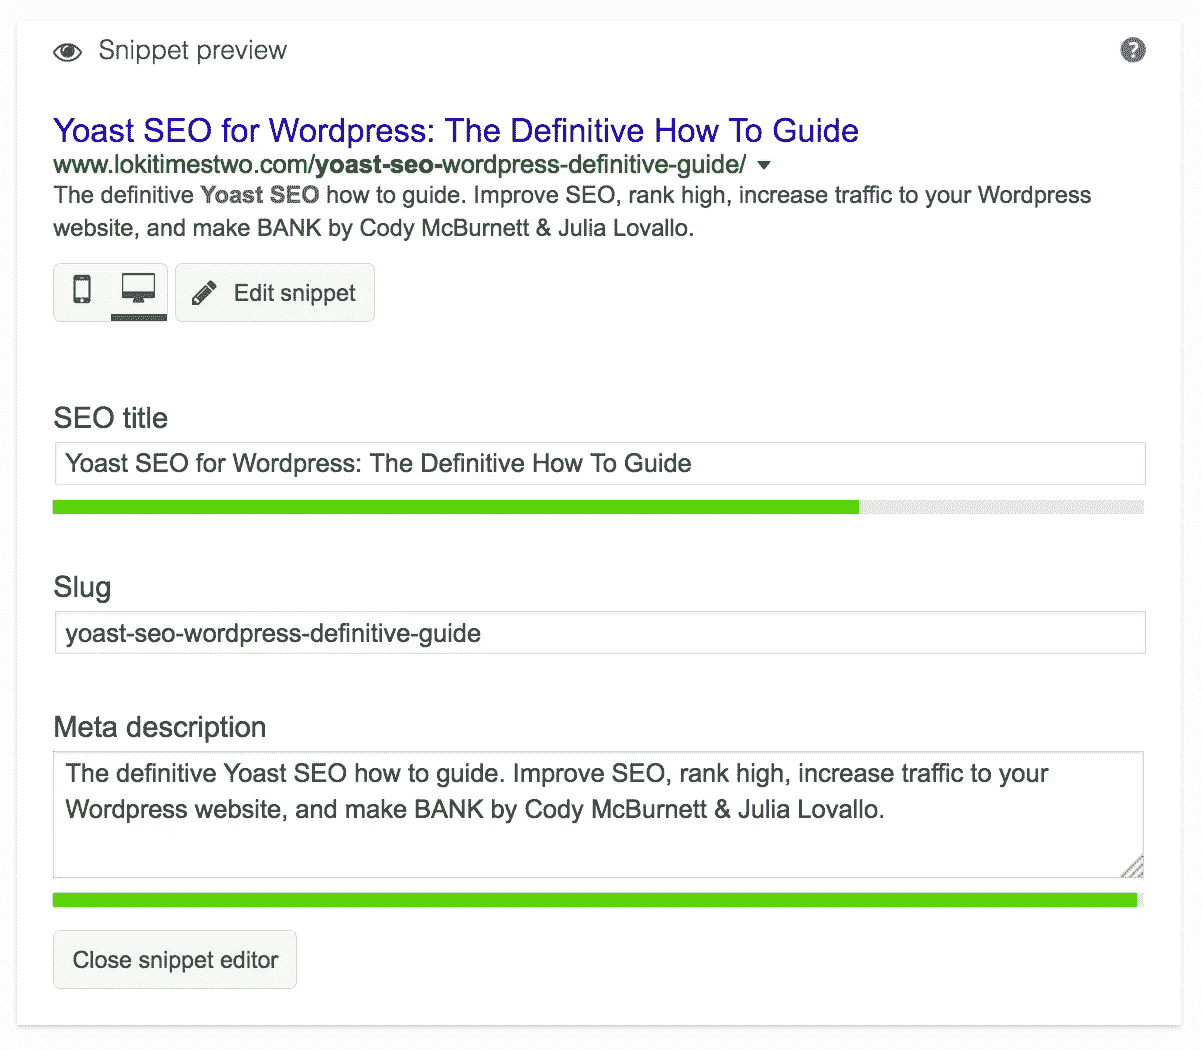 Snippet preview
?
Yoast SEO for Wordpress: The Definitive How To Guide
www.lokitimestwo.com/yoast-seo-wordpress-definitive-guide/
The definitive Yoast SEO how to guide. Improve SEO, rank high, increase traffic to your Wordpress
website, and make BANK by Cody McBurnett & Julia Lovallo.
Edit snippet
SEO title
Yoast SEO for Wordpress: The Definitive How To Guide
Slug
yoast-seo-wordpress-definitive-guide
Meta description
The definitive Yoast SEO how to guide. Improve SEO, rank high, increase traffic to your
Wordpress website, and make BANK by Cody McBurnett & Julia Lovallo.
Close snippet editor